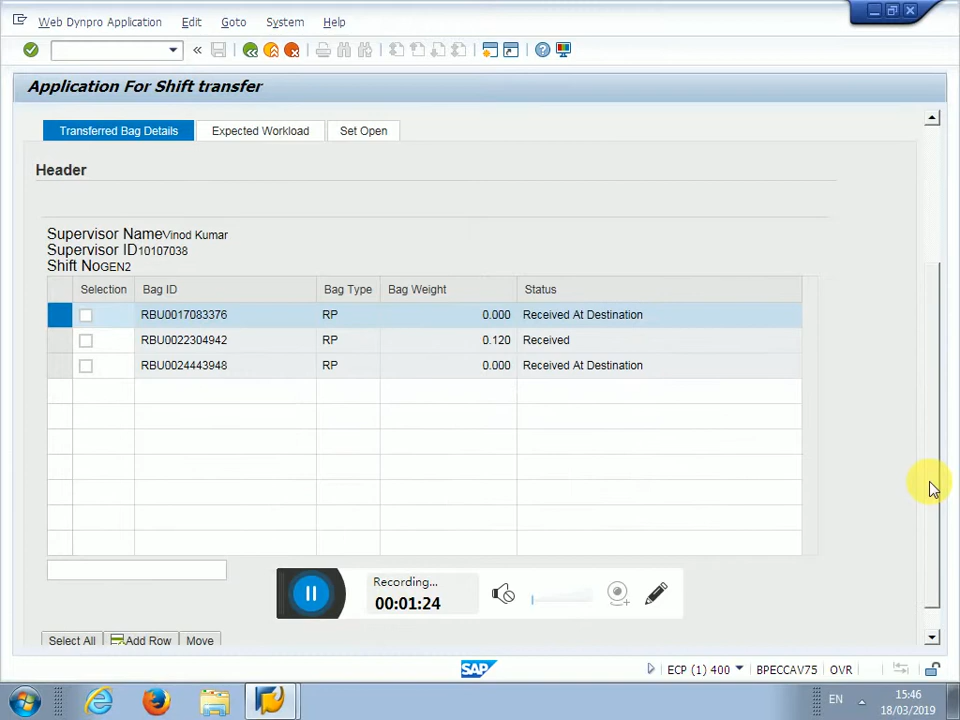 Web Dynpro Application Edit Goto System Help
«
Application For Shift transfer
Transferred Bag Details Expected Workload Set Open
Header
Supervisor NameVinod Kumar
Supervisor ID10107038
Shift NoGEN2
Selection Bag ID Bag Type Bag Weight Status
RBU0017083376 RP 0.000 Received At Destination
RBU0022304942 RP 0.120 Received
RBU0024443948 RP 0.000 Received At Destination
Recording...
00:01:24
Select All Add Row Move
SAP ECP (1) 400 BPECCAV75 OVR
EN 15:46
18/03/2019